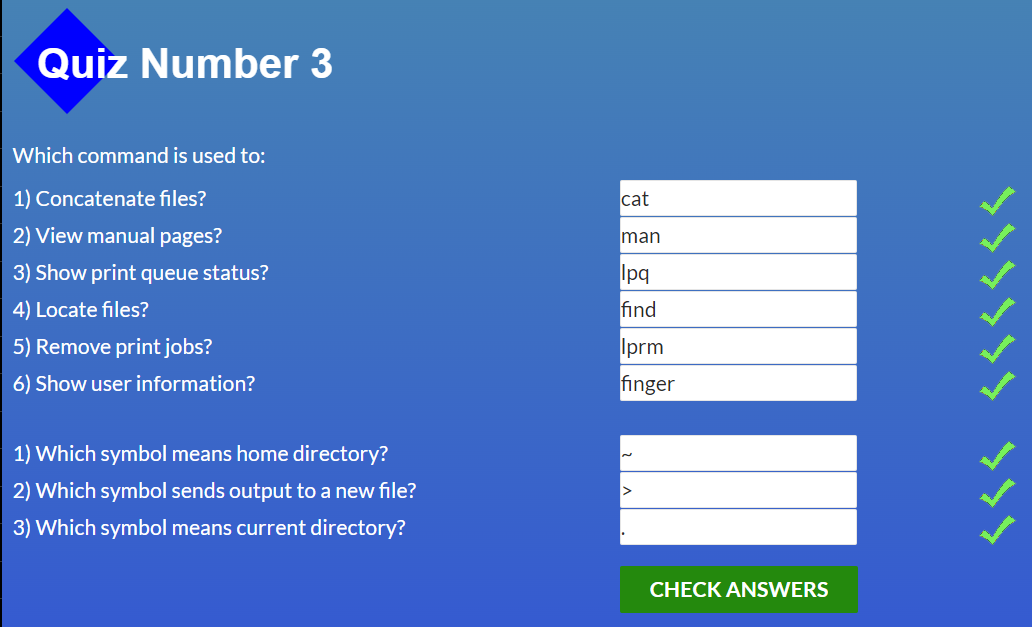 Quiz Number 3
Which command is used to:
1) Concatenate files? cat
2) View manual pages? man
3) Show print queue status? lpq
4) Locate files? find
5) Remove print jobs? lprm
6) Show user information? finger
1) Which symbol means home directory? ~
2) Which symbol sends output to a new file? >
3) Which symbol means current directory? .
CHECK ANSWERS